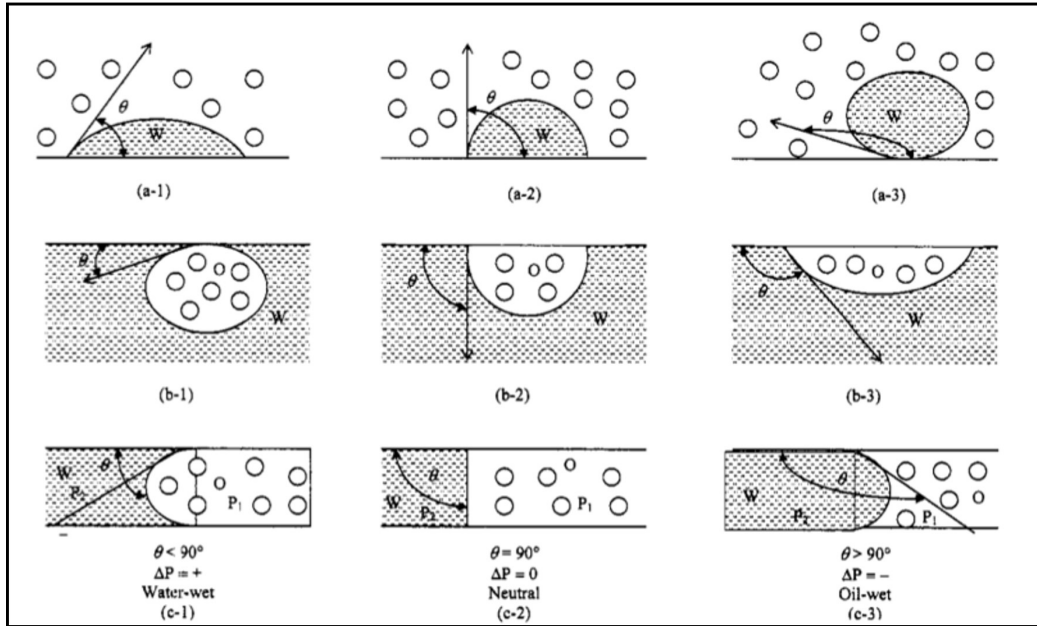 θ
W
(a-1)
θ
W
(a-2)
θ
W
(a-3)
θ
O
W
(b-1)
θ
O
W
(b-2)
θ
O
W
(b-3)
W θ
P₂
O
P₁
θ < 90°
ΔP = +
Water-wet
(c-1)
θ
W
P₂
O
P₁
θ = 90°
ΔP = 0
Neutral
(c-2)
W
θ
P₂
O
P₁
θ > 90°
ΔP = –
Oil-wet
(c-3)